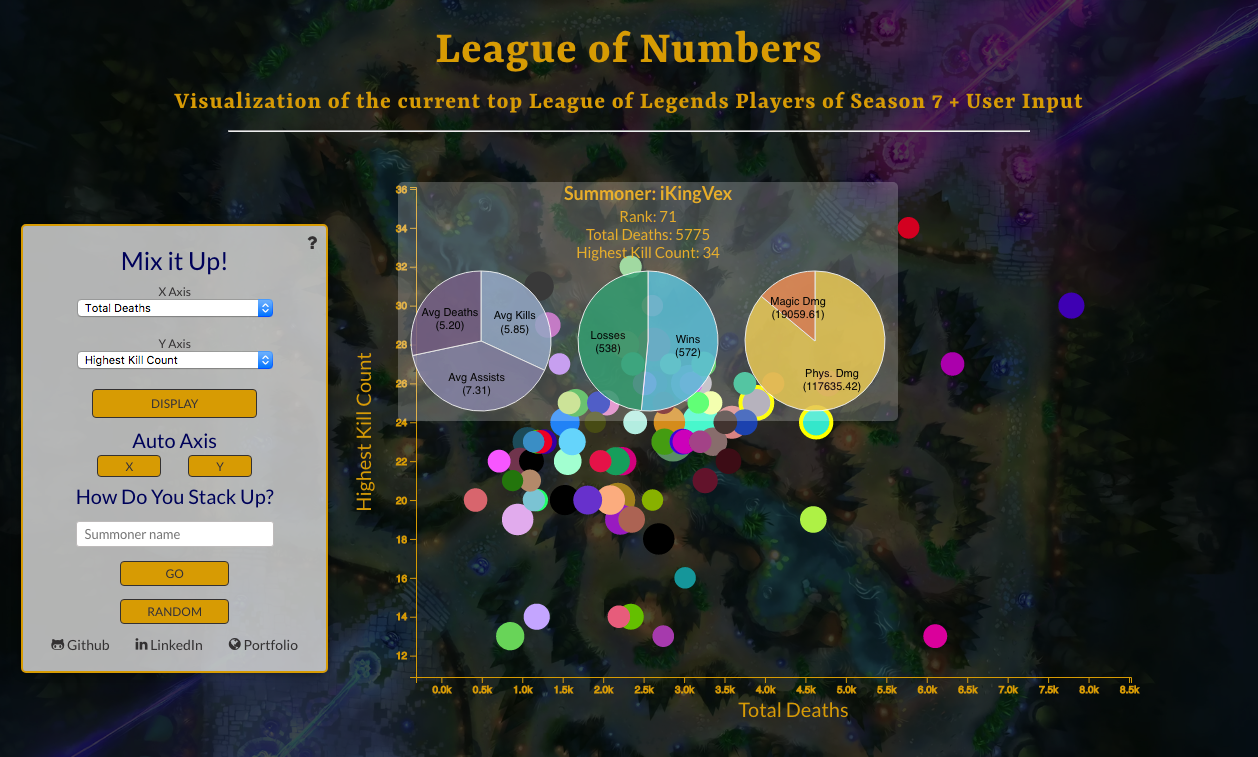 League of Numbers
Visualization of the current top League of Legends Players of Season 7 + User Input
?
Mix it Up!
X Axis
Total Deaths
Y Axis
Highest Kill Count
DISPLAY
Auto Axis
X Y
How Do You Stack Up?
Summoner name
GO
RANDOM
Github LinkedIn Portfolio
Summoner: iKingVex
Rank: 71
Total Deaths: 5775
Highest Kill Count: 34
Avg Deaths
(5.20)
Avg Kills
(5.85)
Avg Assists
(7.31)
Losses
(538)
Wins
(572)
Magic Dmg
(19059.61)
Phys. Dmg
(117635.42)
Highest Kill Count
36
34
32
30
28
26
24
22
20
18
16
14
12
0.0k 0.5k 1.0k 1.5k 2.0k 2.5k 3.0k 3.5k 4.0k 4.5k 5.0k 5.5k 6.0k 6.5k 7.0k 7.5k 8.0k 8.5k
Total Deaths